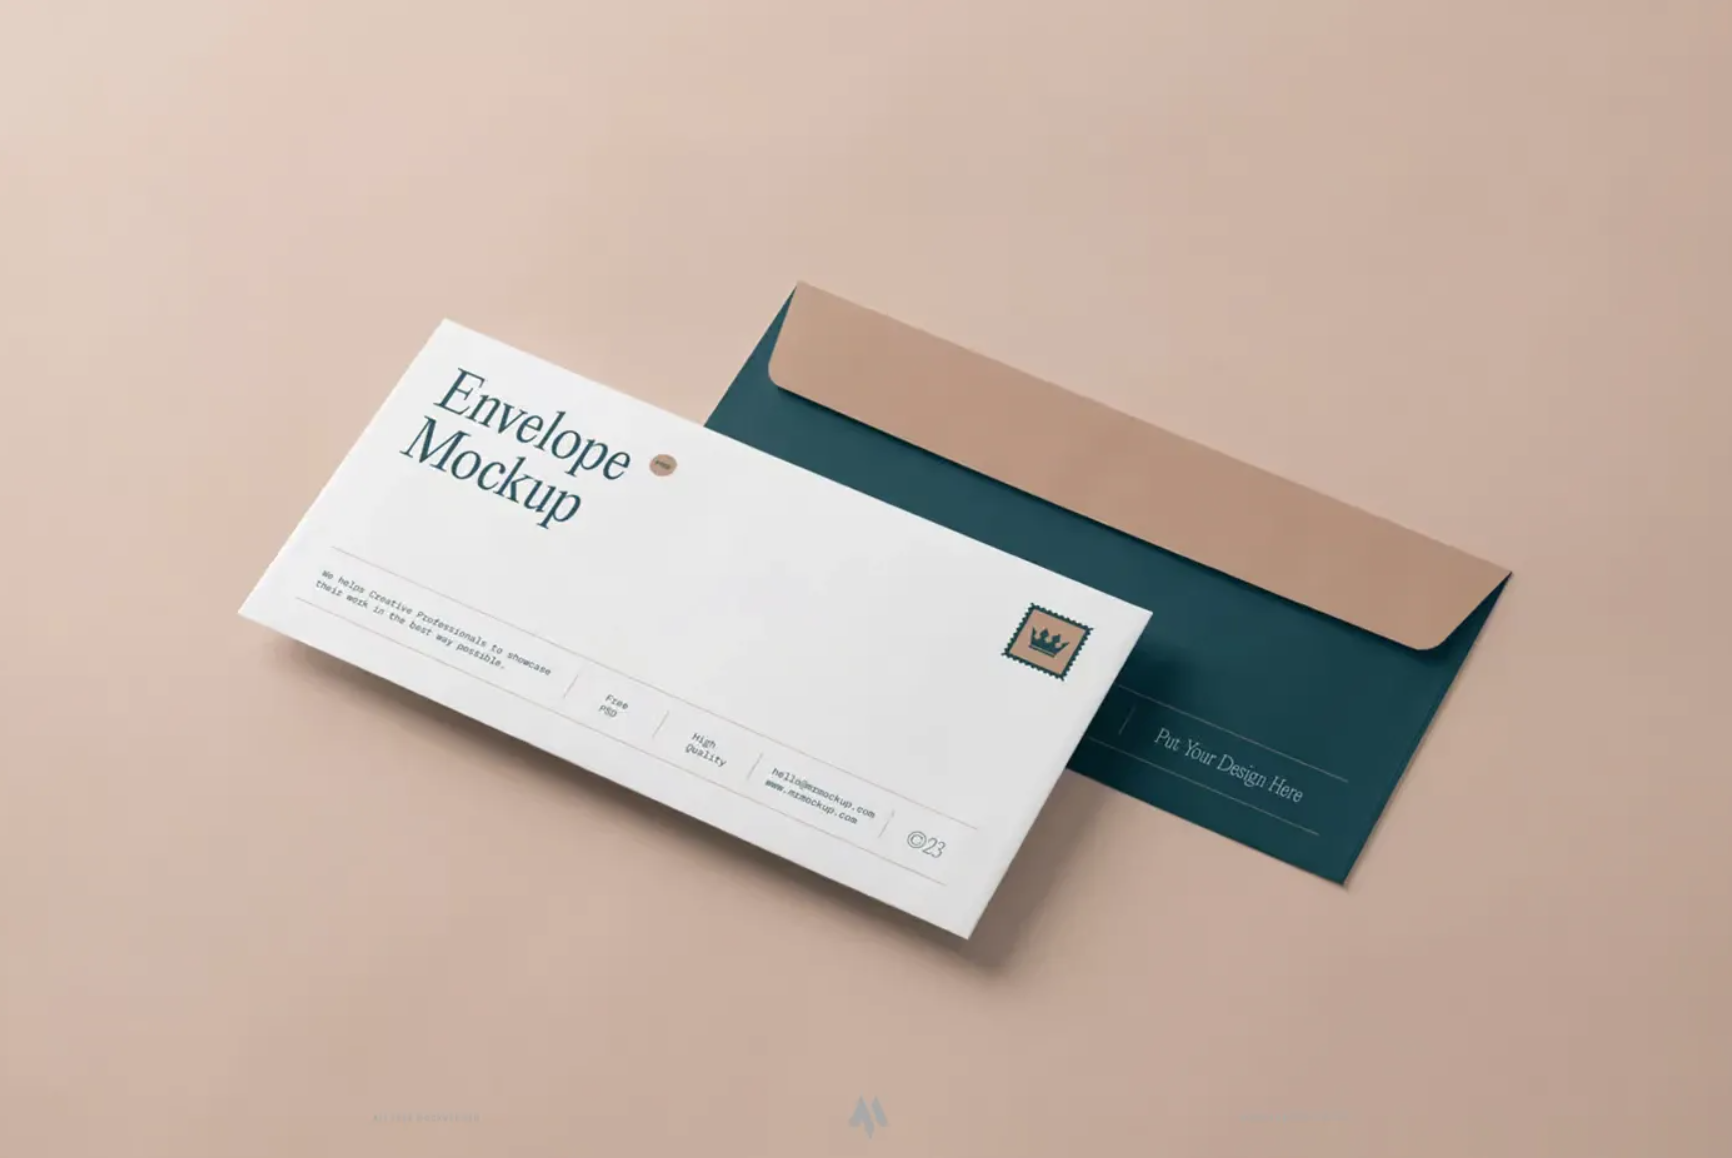 Envelope
Mockup
We helps Creative Professionals to showcase
their work in the best way possible.
Free
PSD
High
Quality
hello@mrmockup.com
www.mrmockup.com
©23
Put Your Design Here